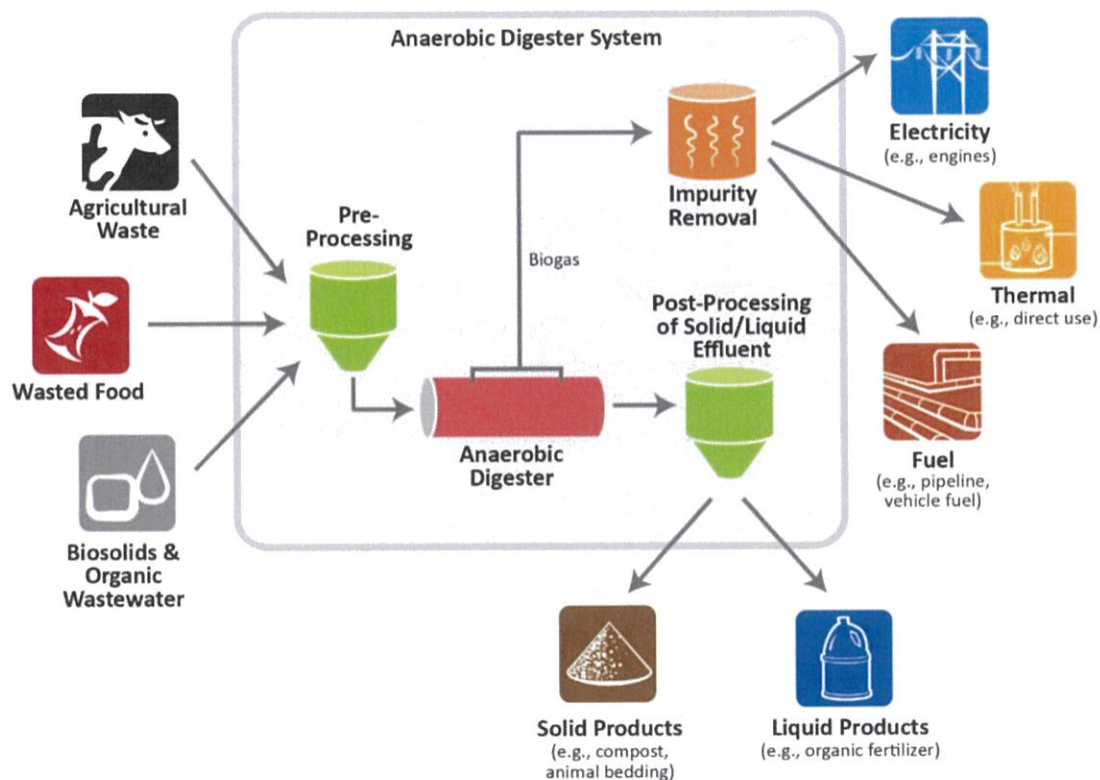 Anaerobic Digester System
Agricultural
Waste
Wasted Food
Biosolids &
Organic
Wastewater
Pre-
Processing
Biogas
Anaerobic
Digester
Impurity
Removal
Post-Processing
of Solid/Liquid
Effluent
Electricity
(e.g., engines)
Thermal
(e.g., direct use)
Fuel
(e.g., pipeline,
vehicle fuel)
Solid Products
(e.g., compost,
animal bedding)
Liquid Products
(e.g., organic fertilizer)